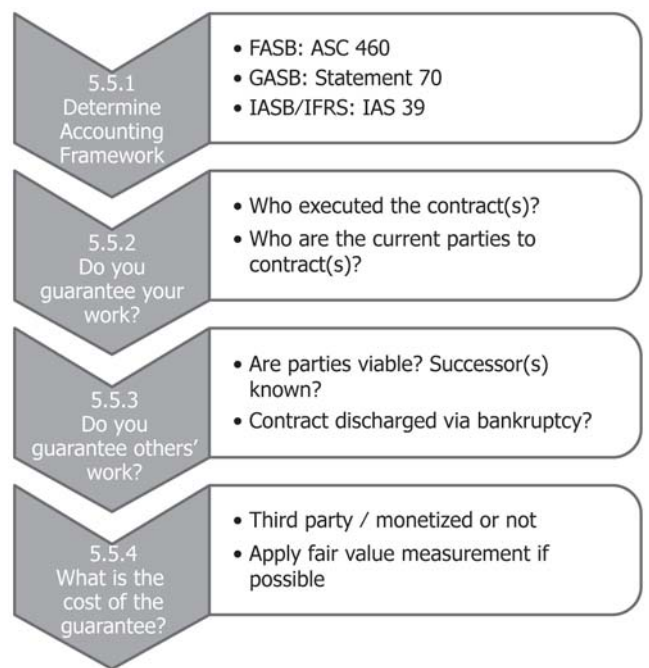 5.5.1
Determine
Accounting
Framework
• FASB: ASC 460
• GASB: Statement 70
• IASB/IFRS: IAS 39
5.5.2
Do you
guarantee your
work?
• Who executed the contract(s)?
• Who are the current parties to
contract(s)?
5.5.3
Do you
guarantee others’
work?
• Are parties viable? Successor(s)
known?
• Contract discharged via bankruptcy?
5.5.4
What is the
cost of the
guarantee?
• Third party / monetized or not
• Apply fair value measurement if
possible